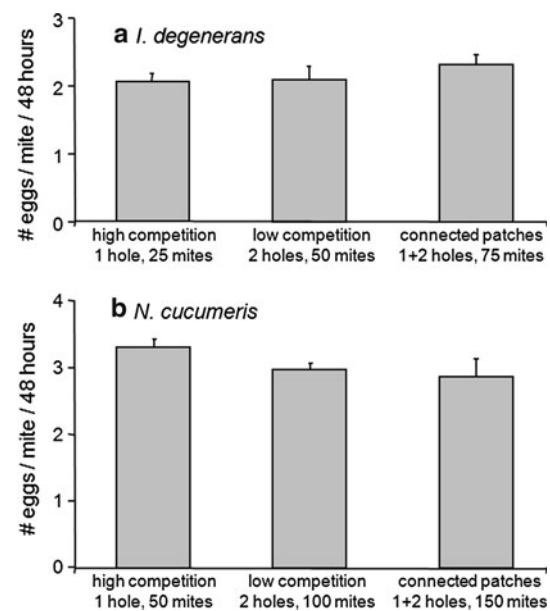 a I. degenerans
# eggs / mite / 48 hours
3
2
1
0
high competition
1 hole, 25 mites
low competition
2 holes, 50 mites
connected patches
1+2 holes, 75 mites
b N. cucumeris
# eggs / mite / 48 hours
4
3
2
1
0
high competition
1 hole, 50 mites
low competition
2 holes, 100 mites
connected patches
1+2 holes, 150 mites